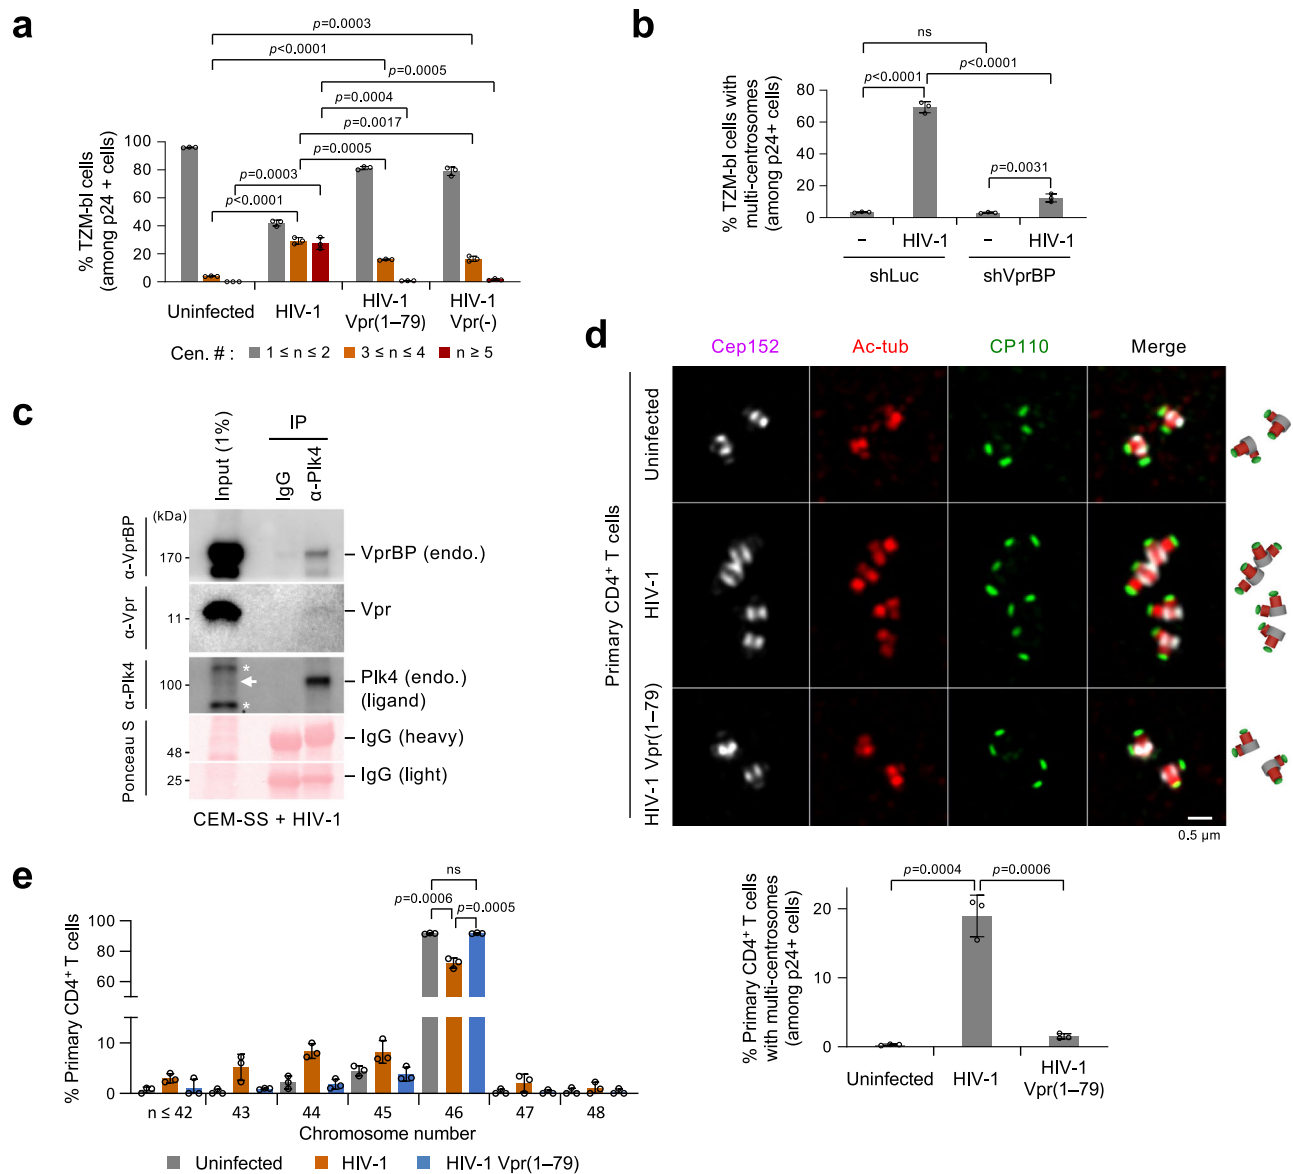 a
p=0.0003
p<0.0001
p=0.0005
p=0.0004
p=0.0017
p=0.0005
p=0.0003
p<0.0001
% TZM-bl cells
(among p24 + cells)
100
80
60
40
20
0
Uninfected
HIV-1
HIV-1
Vpr(1–79)
HIV-1
Vpr(-)
Cen. # :
1 ≤ n ≤ 2
3 ≤ n ≤ 4
n ≥ 5
b
ns
p<0.0001
p<0.0001
p=0.0031
% TZM-bl cells with
multi-centrosomes
(among p24+ cells)
80
60
40
20
0
–
HIV-1
–
HIV-1
shLuc
shVprBP
c
Input (1%)
IP
IgG
α-Plk4
(kDa)
α-VprBP
170
VprBP (endo.)
α-Vpr
11
Vpr
α-Plk4
100
*
*
Plk4 (endo.)
(ligand)
Ponceau S
48
IgG (heavy)
25
IgG (light)
CEM-SS + HIV-1
d
Cep152
Ac-tub
CP110
Merge
Primary CD4⁺ T cells
Uninfected
HIV-1
HIV-1 Vpr(1–79)
0.5 µm
p=0.0004
p=0.0006
% Primary CD4⁺ T cells
with multi-centrosomes
(among p24+ cells)
20
10
0
Uninfected
HIV-1
HIV-1
Vpr(1–79)
e
ns
p=0.0006
p=0.0005
% Primary CD4⁺ T cells
100
80
60
10
0
n ≤ 42
43
44
45
46
47
48
Chromosome number
Uninfected
HIV-1
HIV-1 Vpr(1–79)